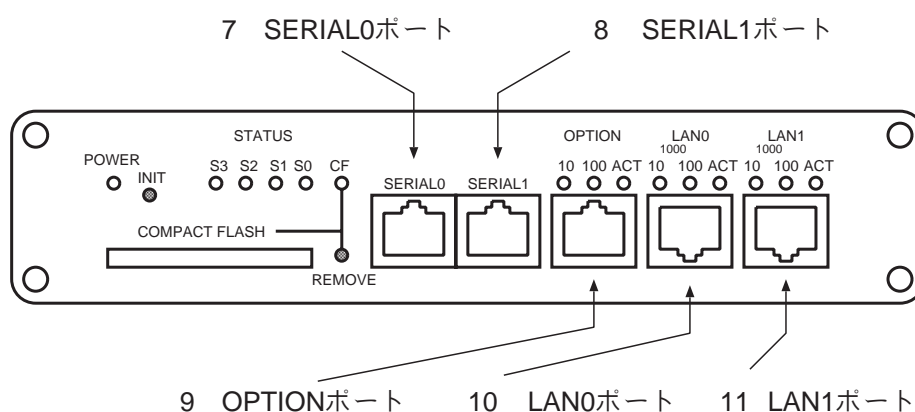 7 SERIAL0ポート
8 SERIAL1ポート
STATUS
OPTION
LAN0
LAN1
1000
1000
POWER
INIT
S3 S2 S1 S0 CF
10 100 ACT
10 100 ACT
10 100 ACT
SERIAL0
SERIAL1
COMPACT FLASH
REMOVE
9 OPTIONポート
10 LAN0ポート
11 LAN1ポート